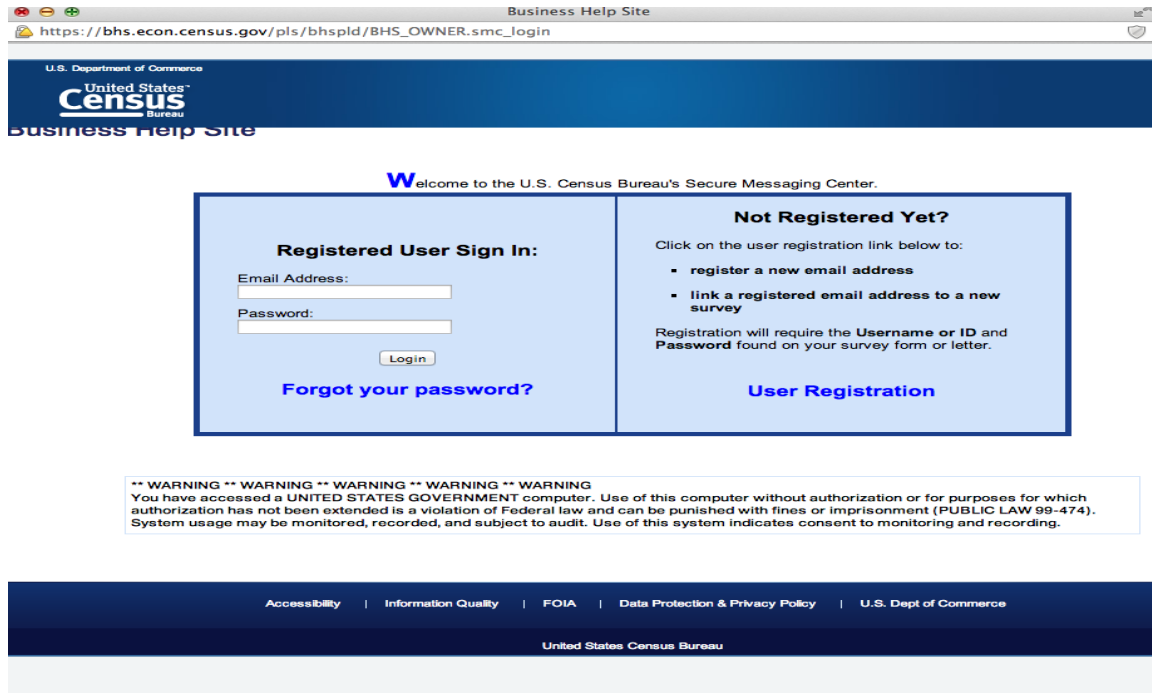 Business Help Site
https://bhs.econ.census.gov/pls/bhspld/BHS_OWNER.smc_login
U.S. Department of Commerce
United States™
Census
Bureau
Business Help Site
Welcome to the U.S. Census Bureau's Secure Messaging Center.
Registered User Sign In:
Email Address:
Password:
Login
Forgot your password?
Not Registered Yet?
Click on the user registration link below to:
▪ register a new email address
▪ link a registered email address to a new
survey
Registration will require the Username or ID and
Password found on your survey form or letter.
User Registration
** WARNING ** WARNING ** WARNING ** WARNING ** WARNING
You have accessed a UNITED STATES GOVERNMENT computer. Use of this computer without authorization or for purposes for which
authorization has not been extended is a violation of Federal law and can be punished with fines or imprisonment (PUBLIC LAW 99-474).
System usage may be monitored, recorded, and subject to audit. Use of this system indicates consent to monitoring and recording.
Accessibility | Information Quality | FOIA | Data Protection & Privacy Policy | U.S. Dept of Commerce
United States Census Bureau